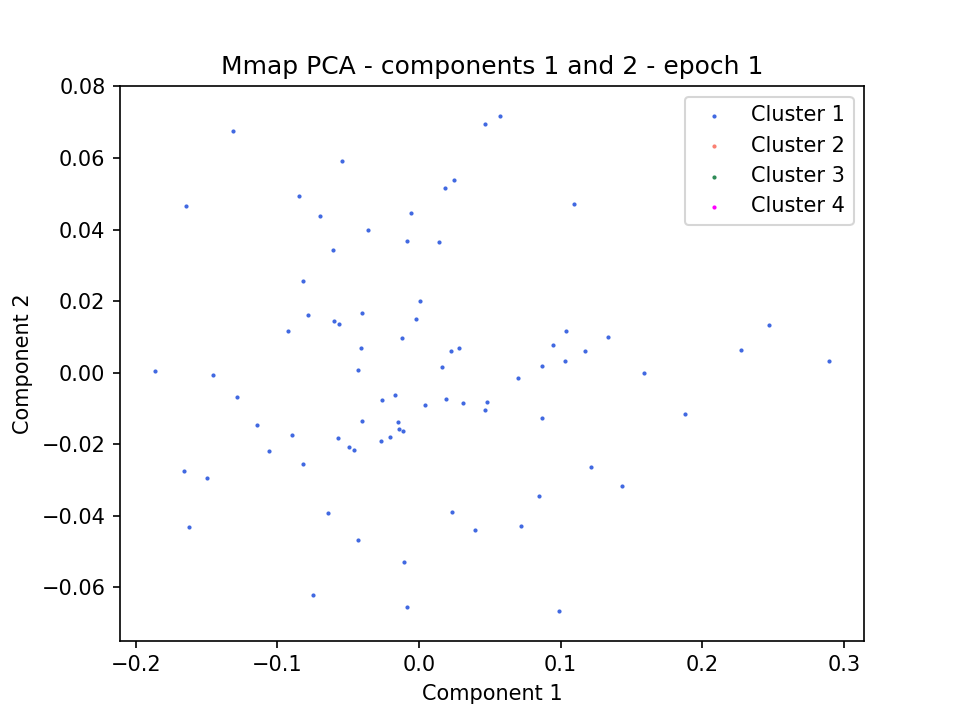 Mmap PCA - components 1 and 2 - epoch 1
0.08
0.06
0.04
0.02
0.00
−0.02
−0.04
−0.06
Component 2
Cluster 1
Cluster 2
Cluster 3
Cluster 4
−0.2
−0.1
0.0
0.1
0.2
0.3
Component 1